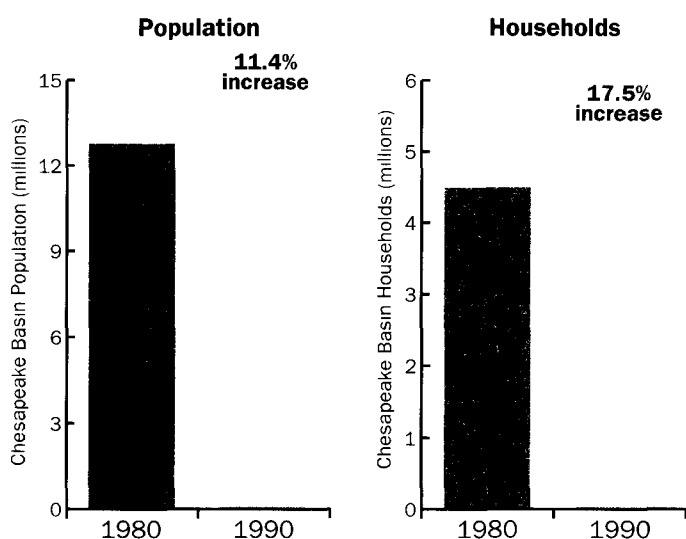 Population
11.4%
increase
Chesapeake Basin Population (millions)
15
12
9
6
3
0
1980 1990
Households
17.5%
increase
Chesapeake Basin Households (millions)
6
5
4
3
2
1
0
1980 1990